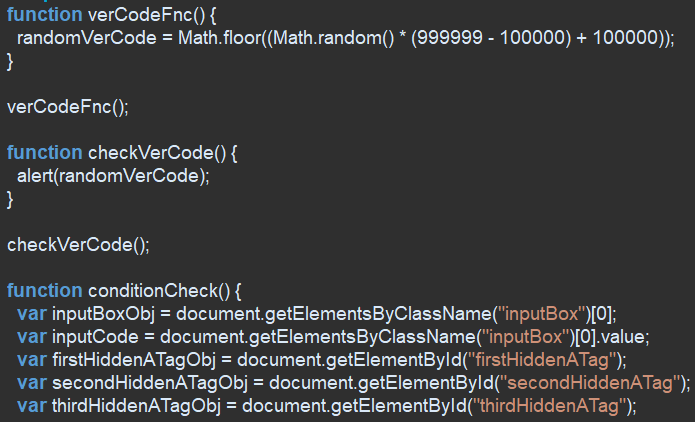 function verCodeFnc() {
randomVerCode = Math.floor((Math.random() * (999999 - 100000) + 100000));
}
verCodeFnc();
function checkVerCode() {
alert(randomVerCode);
}
checkVerCode();
function conditionCheck() {
var inputBoxObj = document.getElementsByClassName("inputBox")[0];
var inputCode = document.getElementsByClassName("inputBox")[0].value;
var firstHiddenATagObj = document.getElementById("firstHiddenATag");
var secondHiddenATagObj = document.getElementById("secondHiddenATag");
var thirdHiddenATagObj = document.getElementById("thirdHiddenATag");